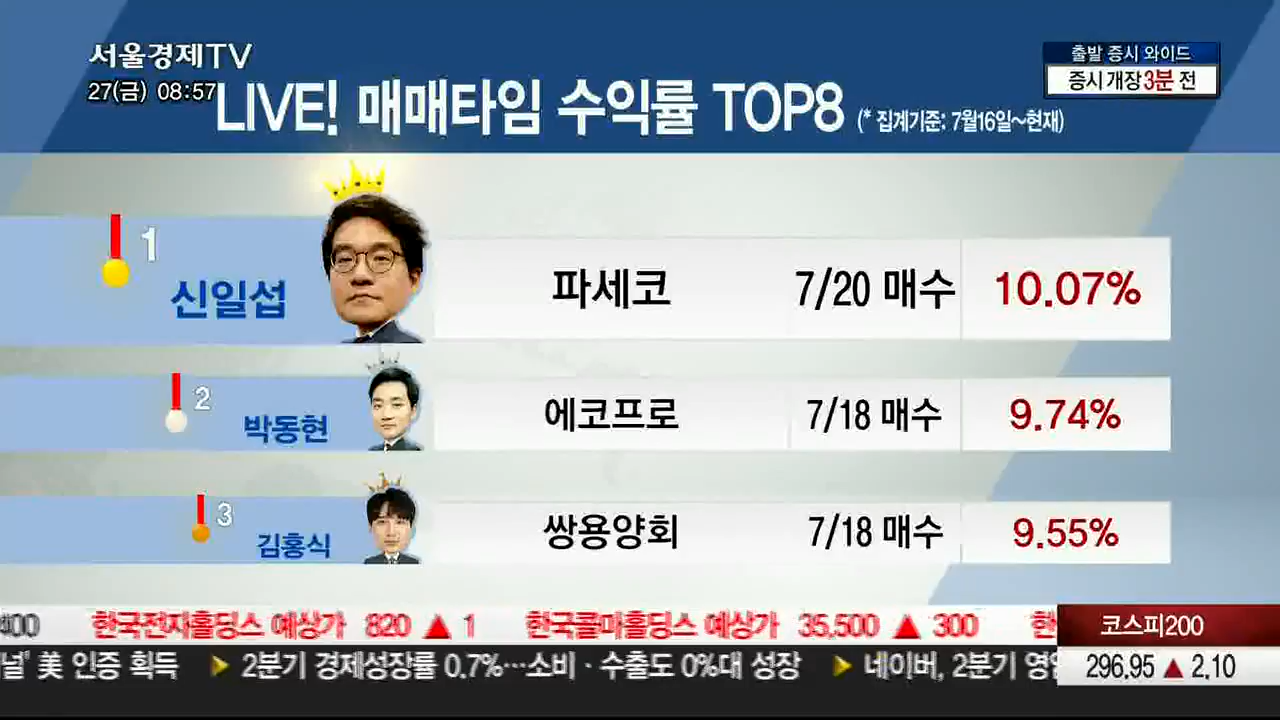 서울경제TV
27(금) 08:57
출발 증시 와이드
증시 개장 3분 전
LIVE! 매매타임 수익률 TOP8 (* 집계기준: 7월16일~현재)
1
신일섭 파세코 7/20 매수 10.07%
2
박동현 에코프로 7/18 매수 9.74%
3
김홍식 쌍용양회 7/18 매수 9.55%
400 한국전자홀딩스 예상가 820 ▲ 1 한국콜마홀딩스 예상가 35,500 ▲ 300 한
코스피200
널' 美 인증 획득 ▶ 2분기 경제성장률 0.7%…소비·수출도 0%대 성장 ▶ 네이버, 2분기 영업
296.95 ▲ 2.10